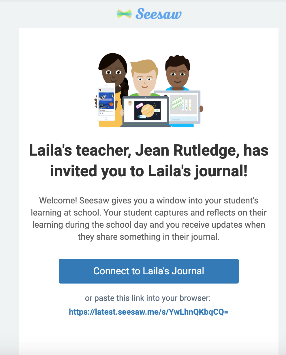 Seesaw
Laila's teacher, Jean Rutledge, has
invited you to Laila's journal!
Welcome! Seesaw gives you a window into your student's
learning at school. Your student captures and reflects on their
learning during the school day and you receive updates when
they share something in their journal.
Connect to Laila's Journal
or paste this link into your browser:
https://latest.seesaw.me/s/YwLhnQKbqCQ=